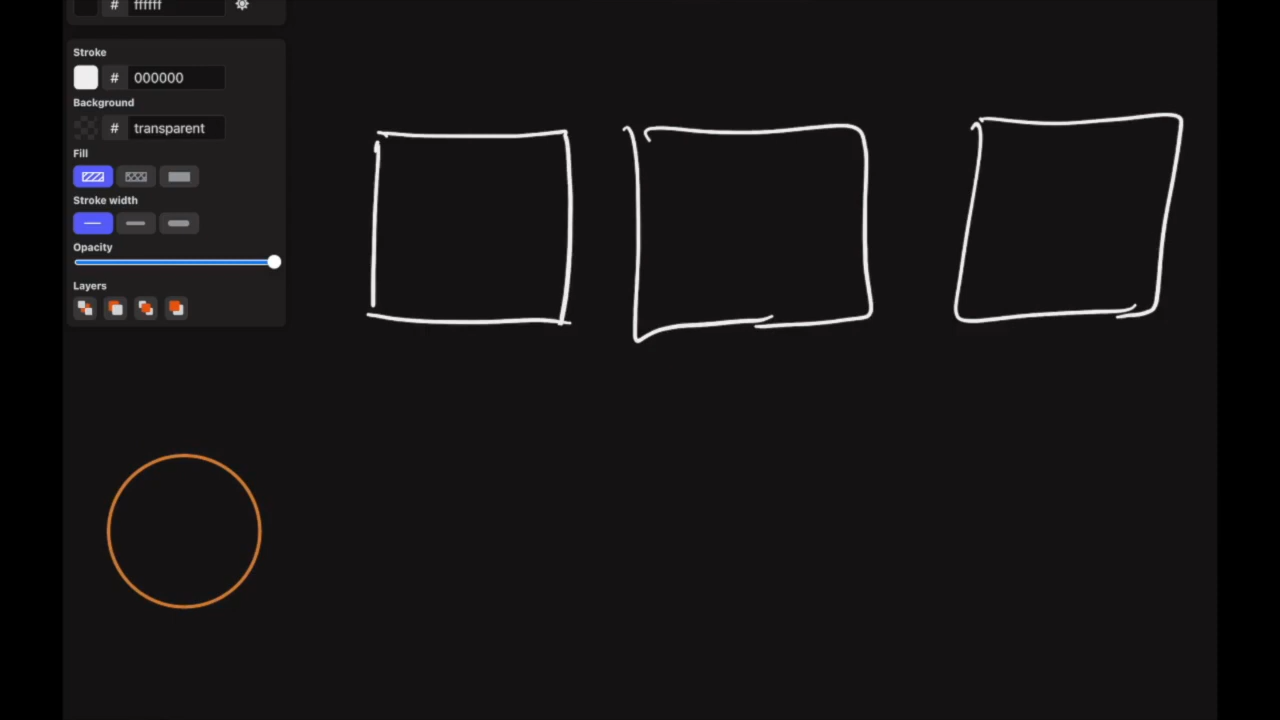 # ffffff
Stroke
# 000000
Background
# transparent
Fill
Stroke width
Opacity
Layers